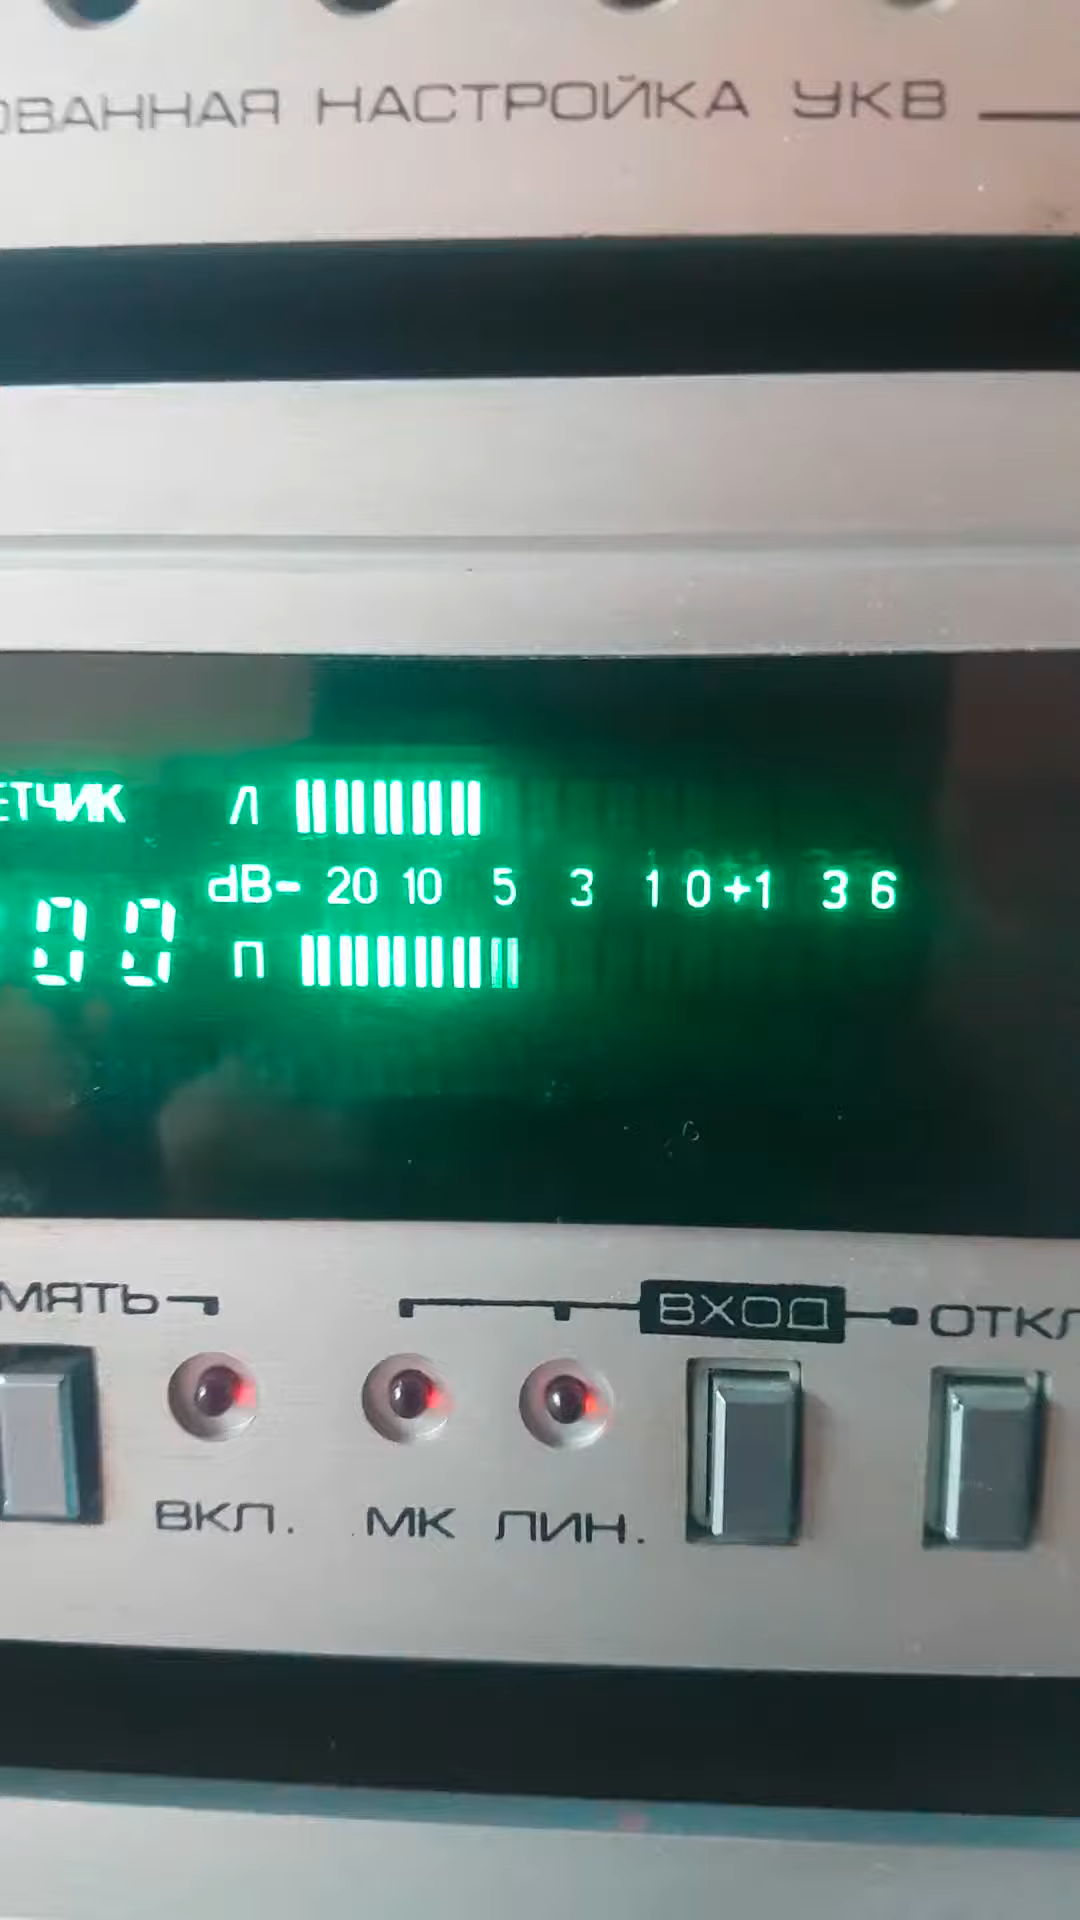 ОВАННАЯ НАСТРОЙКА УКВ
ЕТЧИК Л
dB- 20 10 5 3 1 0 +1 3 6
00 П
МЯТЬ ВХОД ОТКЛ
ВКЛ. МК ЛИН.